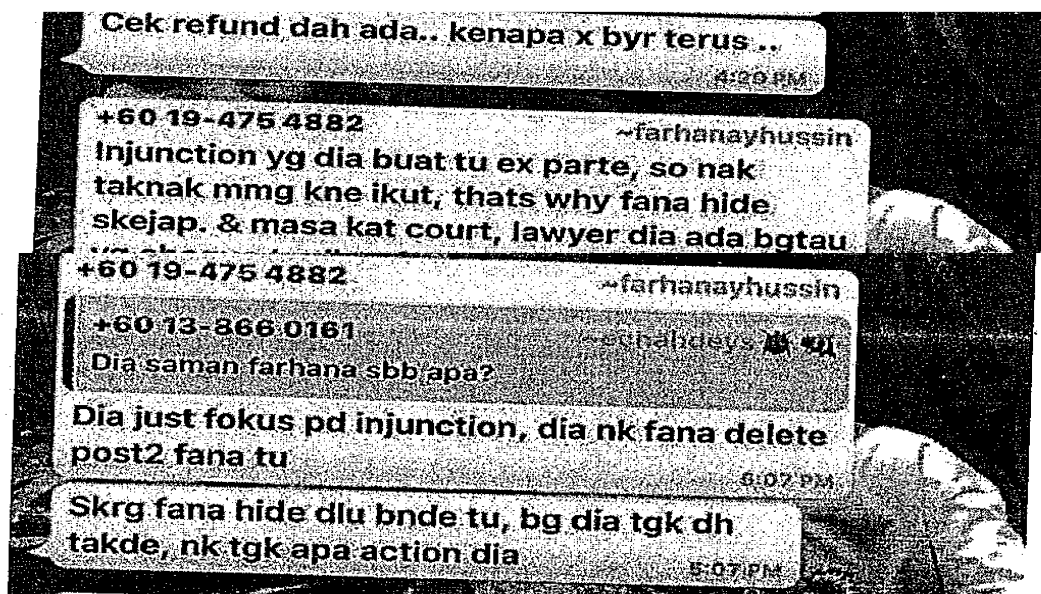 Cek refund dah ada.. kenapa x byr terus ..
4:20 PM
+60 19-475 4882 ~farhanayhussin
Injunction yg dia buat tu ex parte, so nak
taknak mmg kne ikut, thats why fana hide
skejap. & masa kat court, lawyer dia ada bgtau
+60 19-475 4882 ~farhanayhussin
+60 13-866 0161
Dia saman farhana sbb apa?
Dia just fokus pd injunction, dia nk fana delete
post2 fana tu
5:07 PM
Skrg fana hide dlu bnde tu, bg dia tgk dh
takde, nk tgk apa action dia
5:07 PM